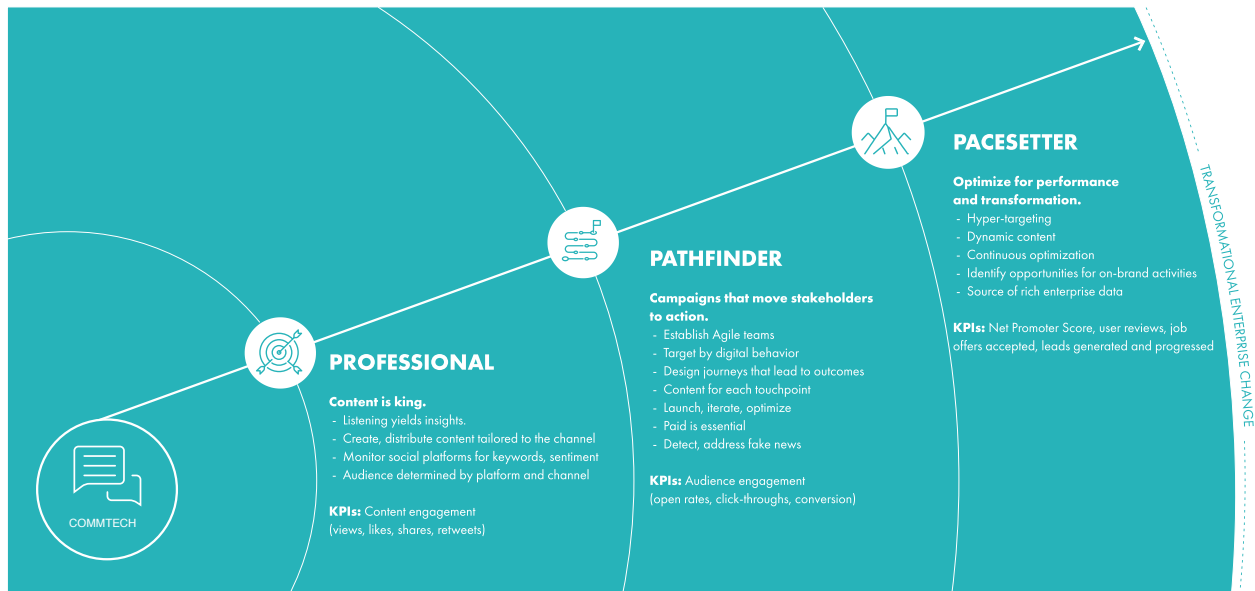 COMMTECH
PROFESSIONAL
Content is king.
- Listening yields insights.
- Create, distribute content tailored to the channel
- Monitor social platforms for keywords, sentiment
- Audience determined by platform and channel
KPIs: Content engagement
(views, likes, shares, retweets)
PATHFINDER
Campaigns that move stakeholders
to action.
- Establish Agile teams
- Target by digital behavior
- Design journeys that lead to outcomes
- Content for each touchpoint
- Launch, iterate, optimize
- Paid is essential
- Detect, address fake news
KPIs: Audience engagement
(open rates, click-throughs, conversion)
PACESETTER
Optimize for performance
and transformation.
- Hyper-targeting
- Dynamic content
- Continuous optimization
- Identify opportunities for on-brand activities
- Source of rich enterprise data
KPIs: Net Promoter Score, user reviews, job
offers accepted, leads generated and progressed
TRANSFORMATIONAL ENTERPRISE CHANGE